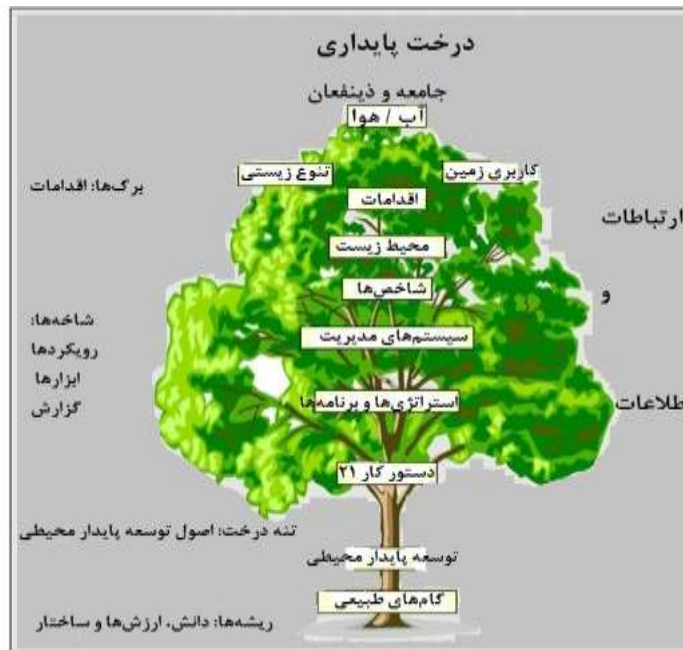 درخت پایداری
جامعه و ذینفعان
آب / هوا
کاربری زمین
تنوع زیستی
برگ‌ها: اقدامات
اقدامات
ارتباطات
محیط زیست
شاخص‌ها
و
شاخه‌ها:
سیستم‌های مدیریت
رویکردها
ابزارها
گزارش
استراتژی‌ها و برنامه‌ها
طلاعات
دستور کار ۲۱
تنه درخت: اصول توسعه پایدار محیطی
توسعه پایدار محیطی
گام‌های طبیعی
ریشه‌ها: دانش، ارزش‌ها و ساختار